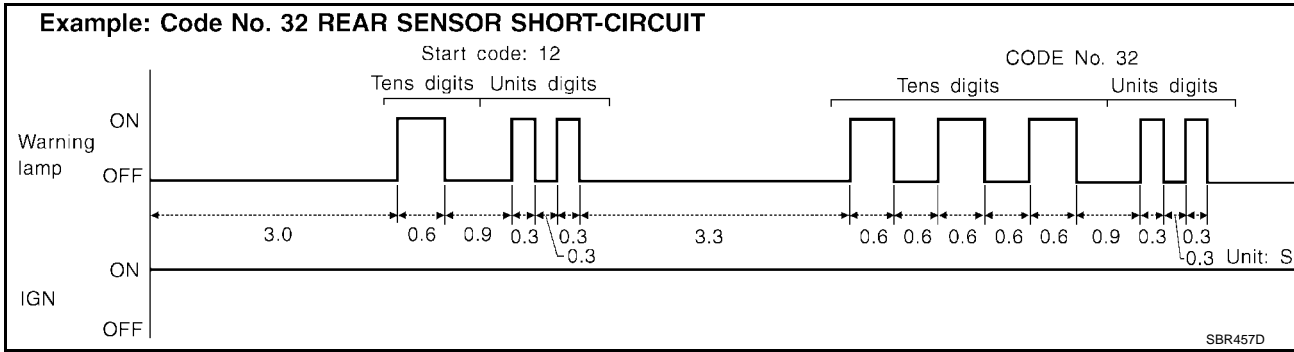 Example: Code No. 32 REAR SENSOR SHORT-CIRCUIT
Start code: 12
CODE No. 32
Tens digits Units digits
Tens digits Units digits
ON
Warning
lamp
OFF
3.0 0.6 0.9 0.3 0.3 3.3 0.6 0.6 0.6 0.6 0.6 0.9 0.3 0.3
0.3 0.3 Unit: S
ON
IGN
OFF
SBR457D